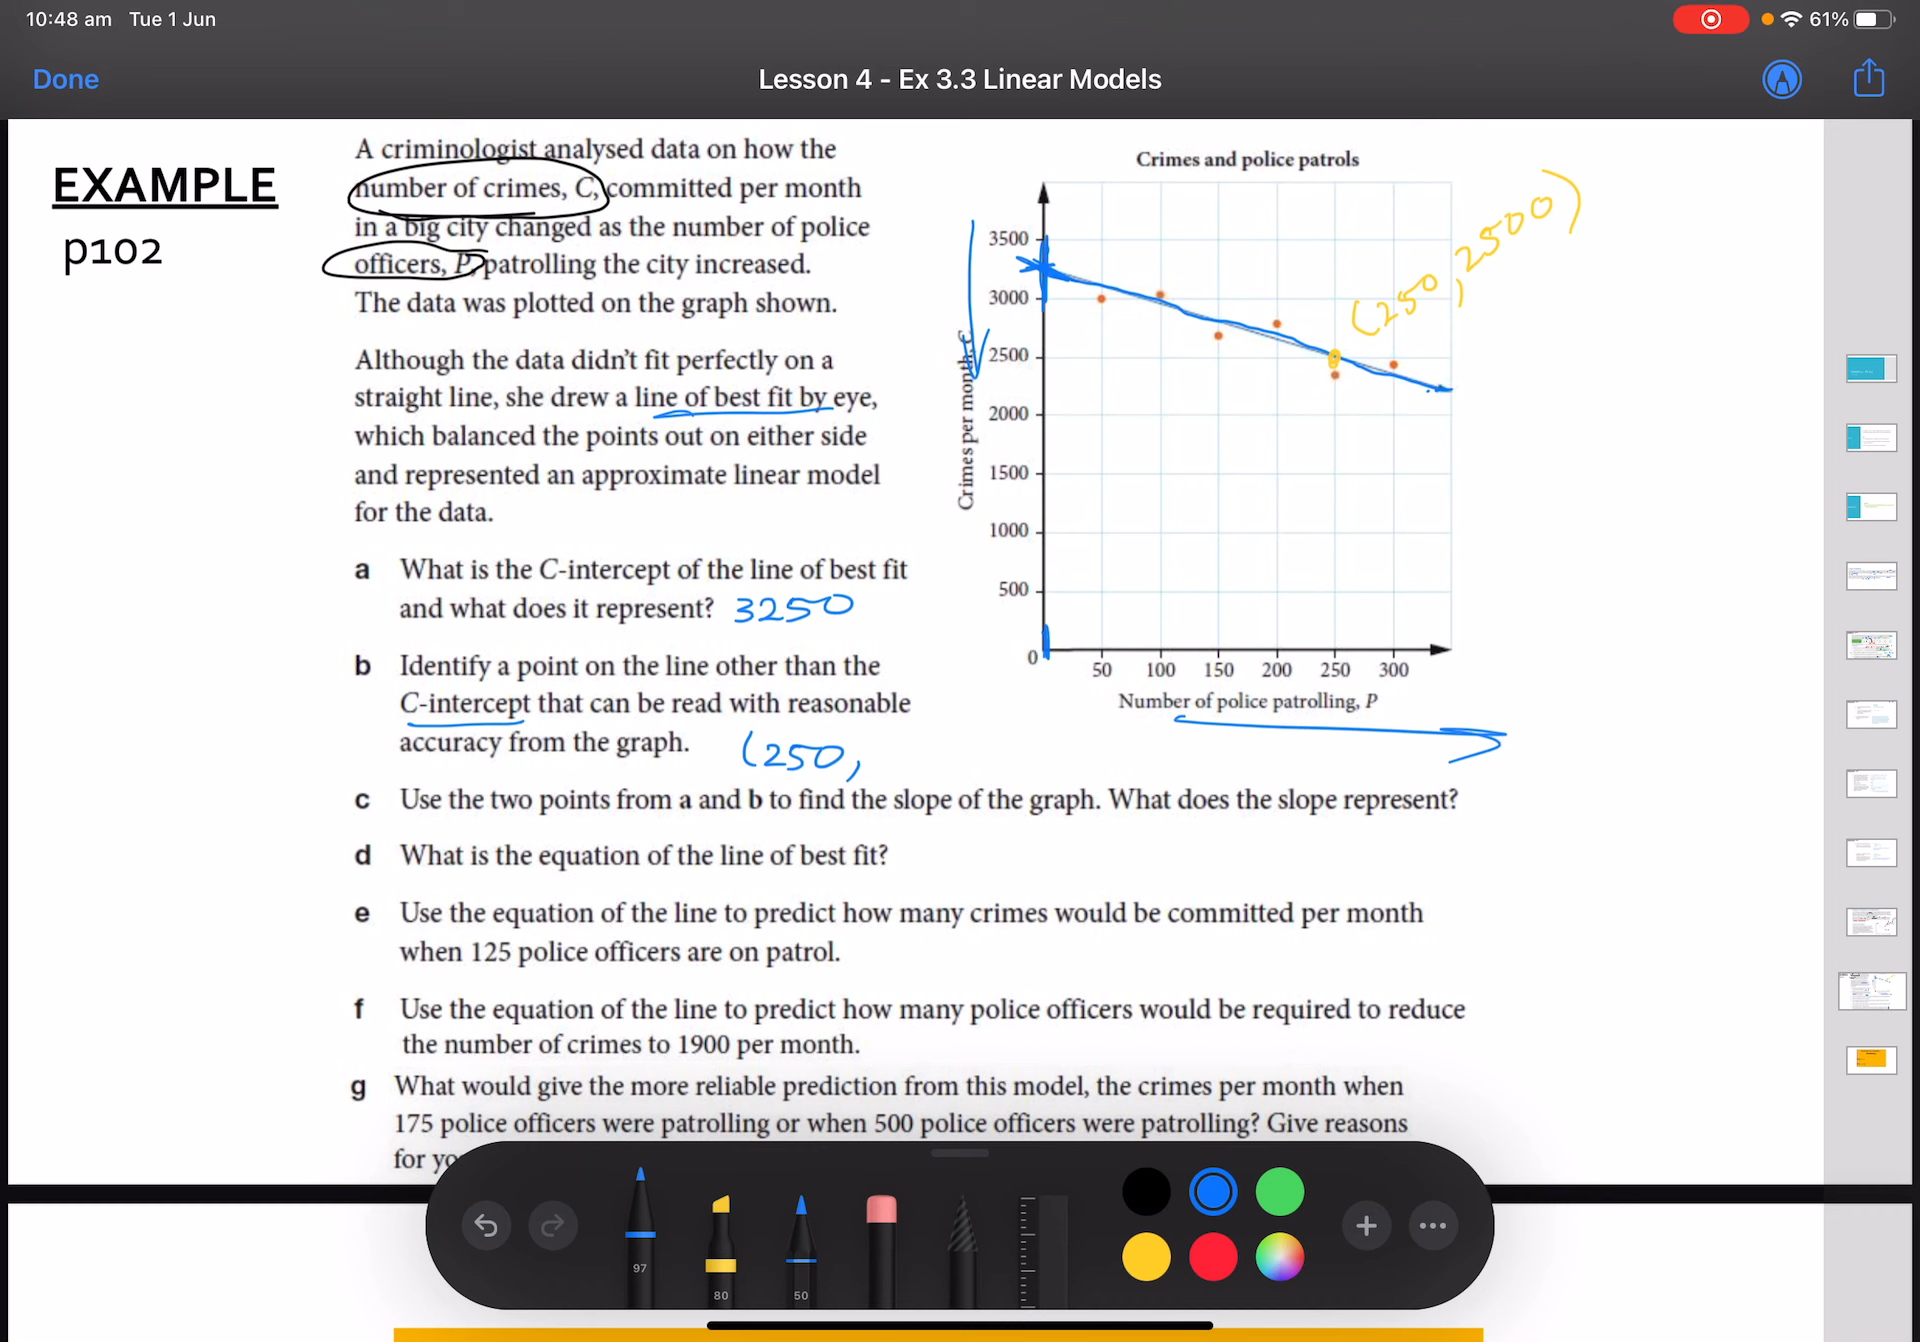 10:48 am Tue 1 Jun
61%
Done
Lesson 4 - Ex 3.3 Linear Models
EXAMPLE
p102
A criminologist analysed data on how the
number of crimes, C, committed per month
in a big city changed as the number of police
officers, P, patrolling the city increased.
The data was plotted on the graph shown.
Although the data didn't fit perfectly on a
straight line, she drew a line of best fit by eye,
which balanced the points out on either side
and represented an approximate linear model
for the data.
a What is the C-intercept of the line of best fit
and what does it represent? 3250
b Identify a point on the line other than the
C-intercept that can be read with reasonable
accuracy from the graph. (250,
Crimes and police patrols
(250, 2500)
3500
3000
2500
2000
1500
1000
500
0
Crimes per month, C
50 100 150 200 250 300
Number of police patrolling, P
c Use the two points from a and b to find the slope of the graph. What does the slope represent?
d What is the equation of the line of best fit?
e Use the equation of the line to predict how many crimes would be committed per month
when 125 police officers are on patrol.
f Use the equation of the line to predict how many police officers would be required to reduce
the number of crimes to 1900 per month.
g What would give the more reliable prediction from this model, the crimes per month when
175 police officers were patrolling or when 500 police officers were patrolling? Give reasons
for yo
97
80
50